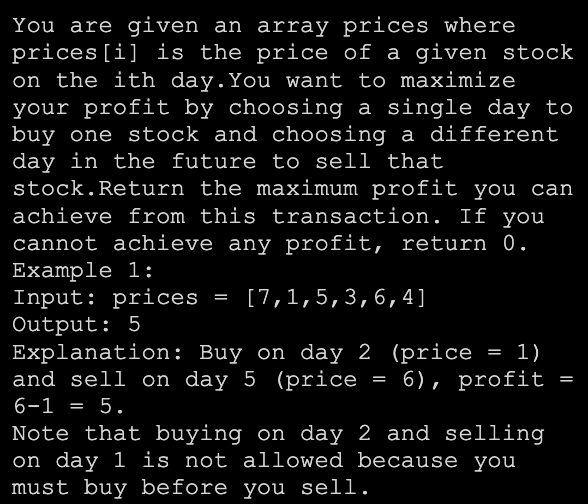 You are given an array prices where
prices[i] is the price of a given stock
on the ith day.You want to maximize
your profit by choosing a single day to
buy one stock and choosing a different
day in the future to sell that
stock.Return the maximum profit you can
achieve from this transaction. If you
cannot achieve any profit, return 0.
Example 1:
Input: prices = [7,1,5,3,6,4]
Output: 5
Explanation: Buy on day 2 (price = 1)
and sell on day 5 (price = 6), profit =
6-1 = 5.
Note that buying on day 2 and selling
on day 1 is not allowed because you
must buy before you sell.